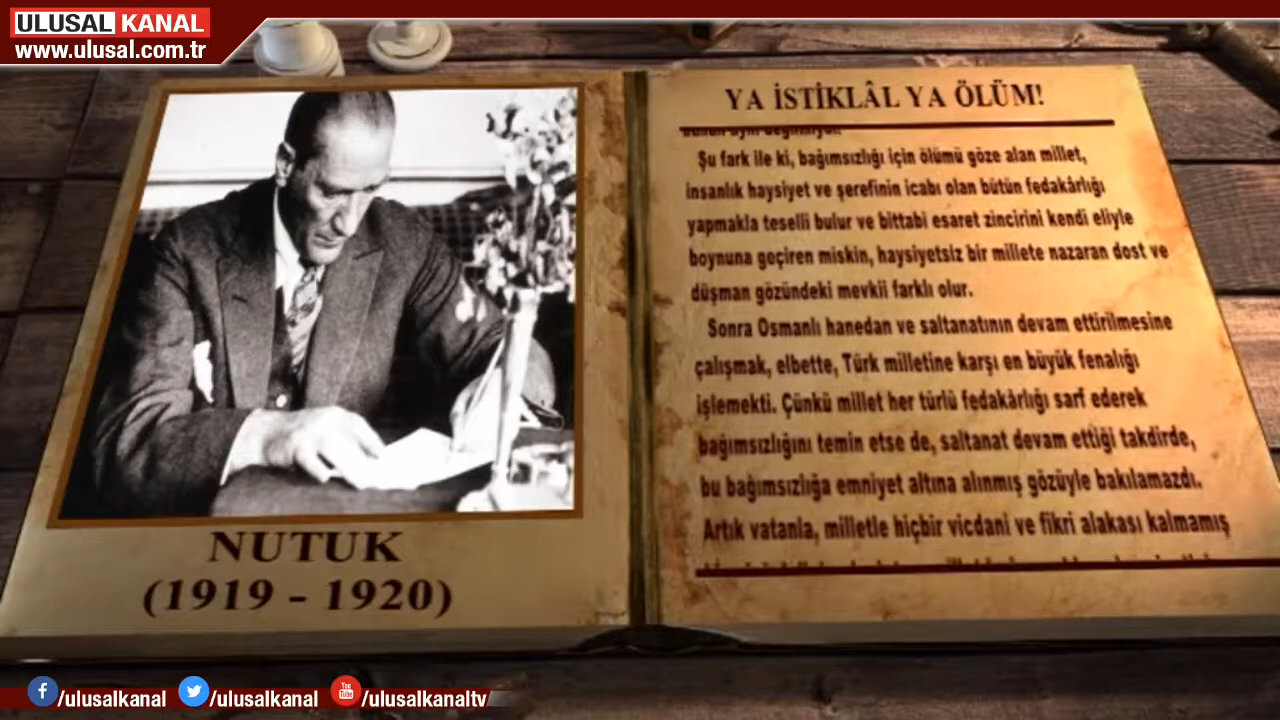 ULUSAL KANAL
www.ulusal.com.tr
NUTUK
(1919 - 1920)
YA İSTİKLÂL YA ÖLÜM!
Şu fark ile ki, bağımsızlığı için ölümü göze alan millet,
insanlık haysiyet ve şerefinin icabı olan bütün fedakârlığı
yapmakla teselli bulur ve bittabi esaret zincirini kendi eliyle
boynuna geçiren miskin, haysiyetsiz bir millete nazaran dost ve
düşman gözündeki mevkii farklı olur.
Sonra Osmanlı hanedan ve saltanatının devam ettirilmesine
çalışmak, elbette, Türk milletine karşı en büyük fenalığı
işlemekti. Çünkü millet her türlü fedakârlığı sarf ederek
bağımsızlığını temin etse de, saltanat devam ettiği takdirde,
bu bağımsızlığa emniyet altına alınmış gözüyle bakılamazdı.
Artık vatanla, milletle hiçbir vicdani ve fikri alakası kalmamış
/ulusalkanal
/ulusalkanal
You Tube
/ulusalkanaltv